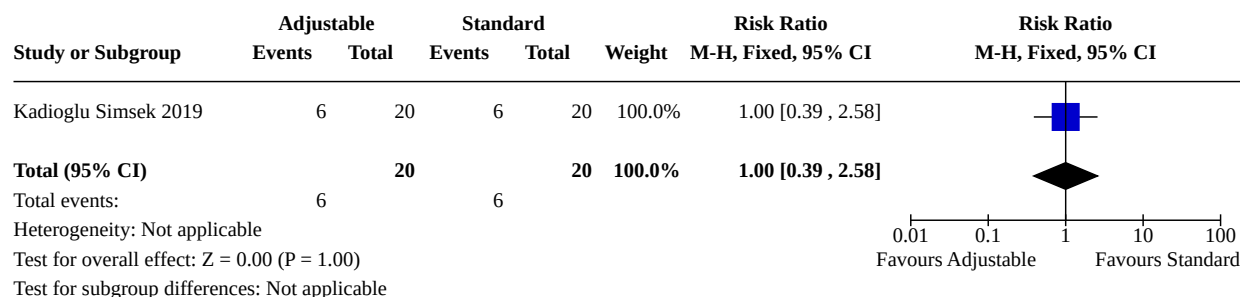 Adjustable Standard Risk Ratio Risk Ratio
Study or Subgroup Events Total Events Total Weight M-H, Fixed, 95% CI M-H, Fixed, 95% CI
Kadioglu Simsek 2019 6 20 6 20 100.0% 1.00 [0.39 , 2.58]
Total (95% CI) 20 20 100.0% 1.00 [0.39 , 2.58]
Total events: 6 6
Heterogeneity: Not applicable
0.01 0.1 1 10 100
Test for overall effect: Z = 0.00 (P = 1.00) Favours Adjustable Favours Standard
Test for subgroup differences: Not applicable